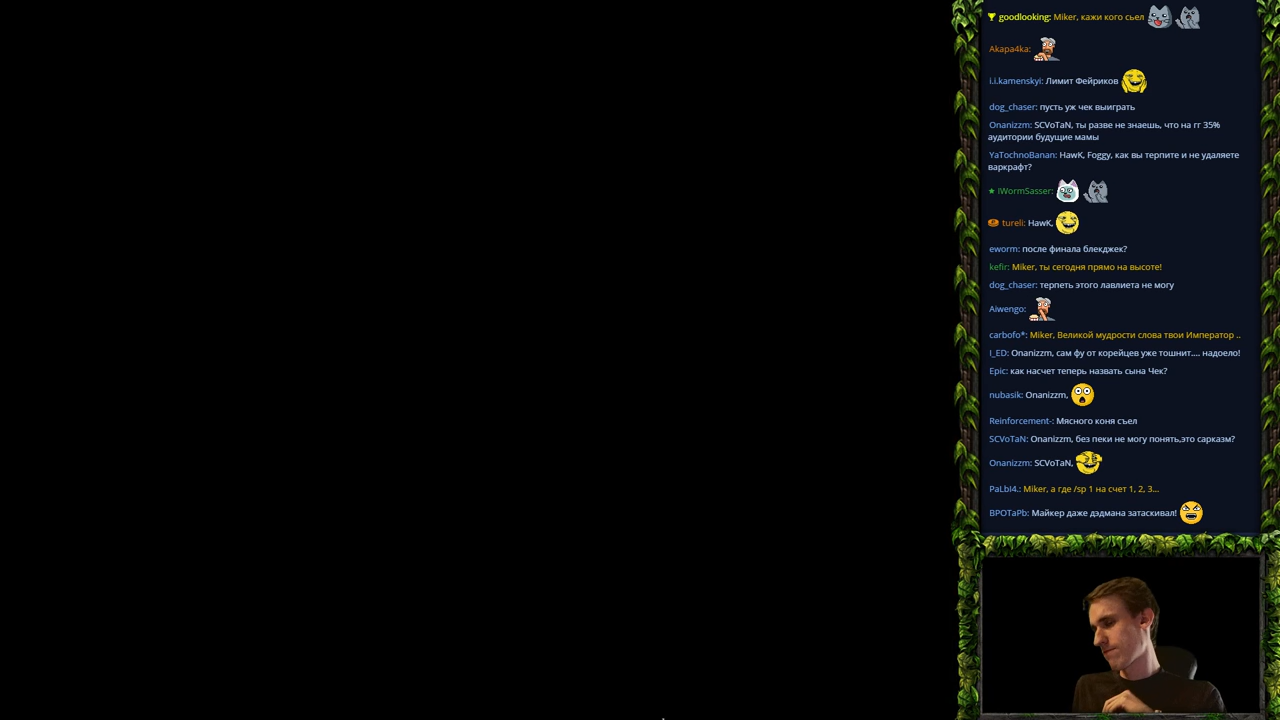 goodlooking: Miker, кажи кого сьел
Akapa4ka:
i.i.kamenskyi: Лимит Фейриков
dog_chaser: пусть уж чек выиграть
Onanizzm: SCVoTaN, ты разве не знаешь, что на гг 35%
аудитории будущие мамы
YaTochnoBanan: HawK, Foggy, как вы терпите и не удаляете
варкрафт?
IWormSasser:
tureli: HawK,
eworm: после финала блекджек?
kefir: Miker, ты сегодня прямо на высоте!
dog_chaser: терпеть этого лавлиета не могу
Aiwengo:
carbofo*: Miker, Великой мудрости слова твои Император ..
I_ED: Onanizzm, сам фу от корейцев уже тошнит.... надоело!
Epic: как насчет теперь назвать сына Чек?
nubasik: Onanizzm,
Reinforcement-: Мясного коня съел
SCVoTaN: Onanizzm, без пеки не могу понять,это сарказм?
Onanizzm: SCVoTaN,
PaLbI4.: Miker, а где /sp 1 на счет 1, 2, 3...
BPOTaPb: Майкер даже дэдмана затаскивал!